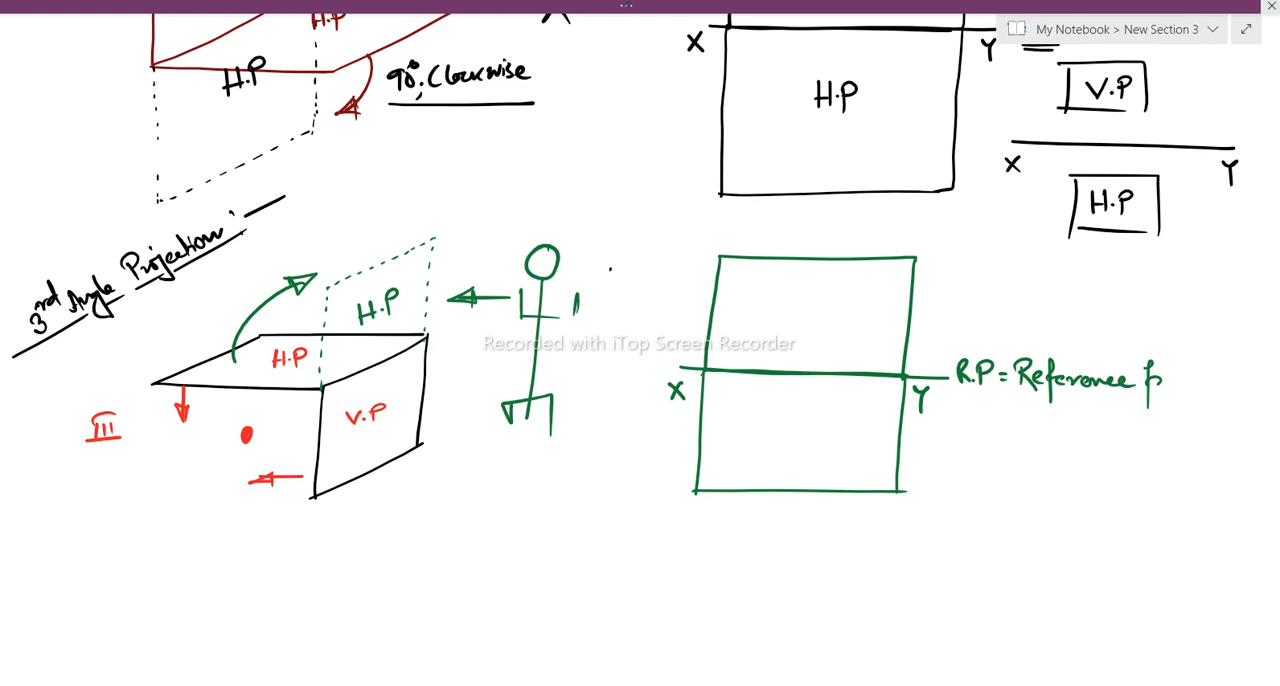 My Notebook > New Section 3
H.P
H.P
90°, Clockwise
X
Y
H.P
V.P
X
Y
H.P
3rd Angle Projection:
H.P
H.P
V.P
III
Recorded with iTop Screen Recorder
X
Y
R.P = Reference